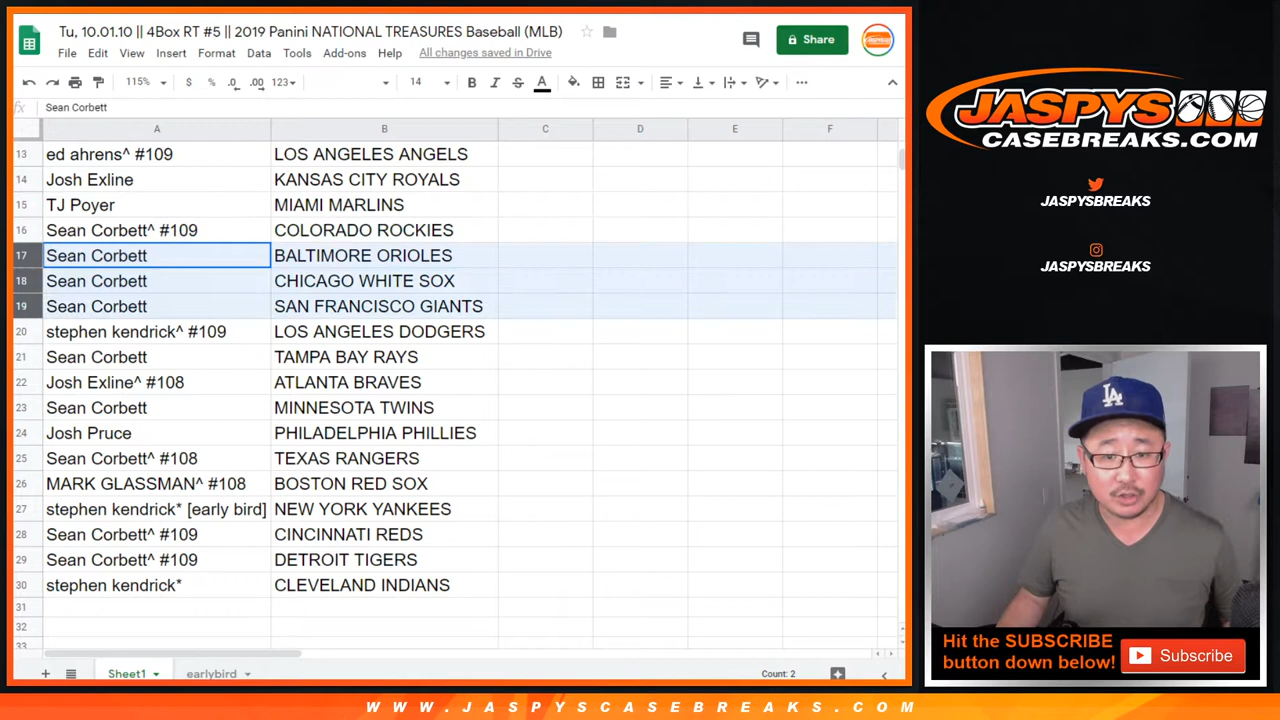 Tu, 10.01.10 || 4Box RT #5 || 2019 Panini NATIONAL TREASURES Baseball (MLB)
File Edit View Insert Format Data Tools Add-ons Help All changes saved in Drive
Share
115% $ % .0 .00 123 14 B I S A
fx Sean Corbett
A B C D E F
13 ed ahrens^ #109 LOS ANGELES ANGELS
14 Josh Exline KANSAS CITY ROYALS
15 TJ Poyer MIAMI MARLINS
16 Sean Corbett^ #109 COLORADO ROCKIES
17 Sean Corbett BALTIMORE ORIOLES
18 Sean Corbett CHICAGO WHITE SOX
19 Sean Corbett SAN FRANCISCO GIANTS
20 stephen kendrick^ #109 LOS ANGELES DODGERS
21 Sean Corbett TAMPA BAY RAYS
22 Josh Exline^ #108 ATLANTA BRAVES
23 Sean Corbett MINNESOTA TWINS
24 Josh Pruce PHILADELPHIA PHILLIES
25 Sean Corbett^ #108 TEXAS RANGERS
26 MARK GLASSMAN^ #108 BOSTON RED SOX
27 stephen kendrick* [early bird] NEW YORK YANKEES
28 Sean Corbett^ #109 CINCINNATI REDS
29 Sean Corbett^ #109 DETROIT TIGERS
30 stephen kendrick* CLEVELAND INDIANS
31
32
33
Sheet1 earlybird Count: 2
JASPYS
CASEBREAKS.COM
JASPYSBREAKS
JASPYSBREAKS
LA
Hit the SUBSCRIBE
button down below!
Subscribe
WWW.JASPYSCASEBREAKS.COM